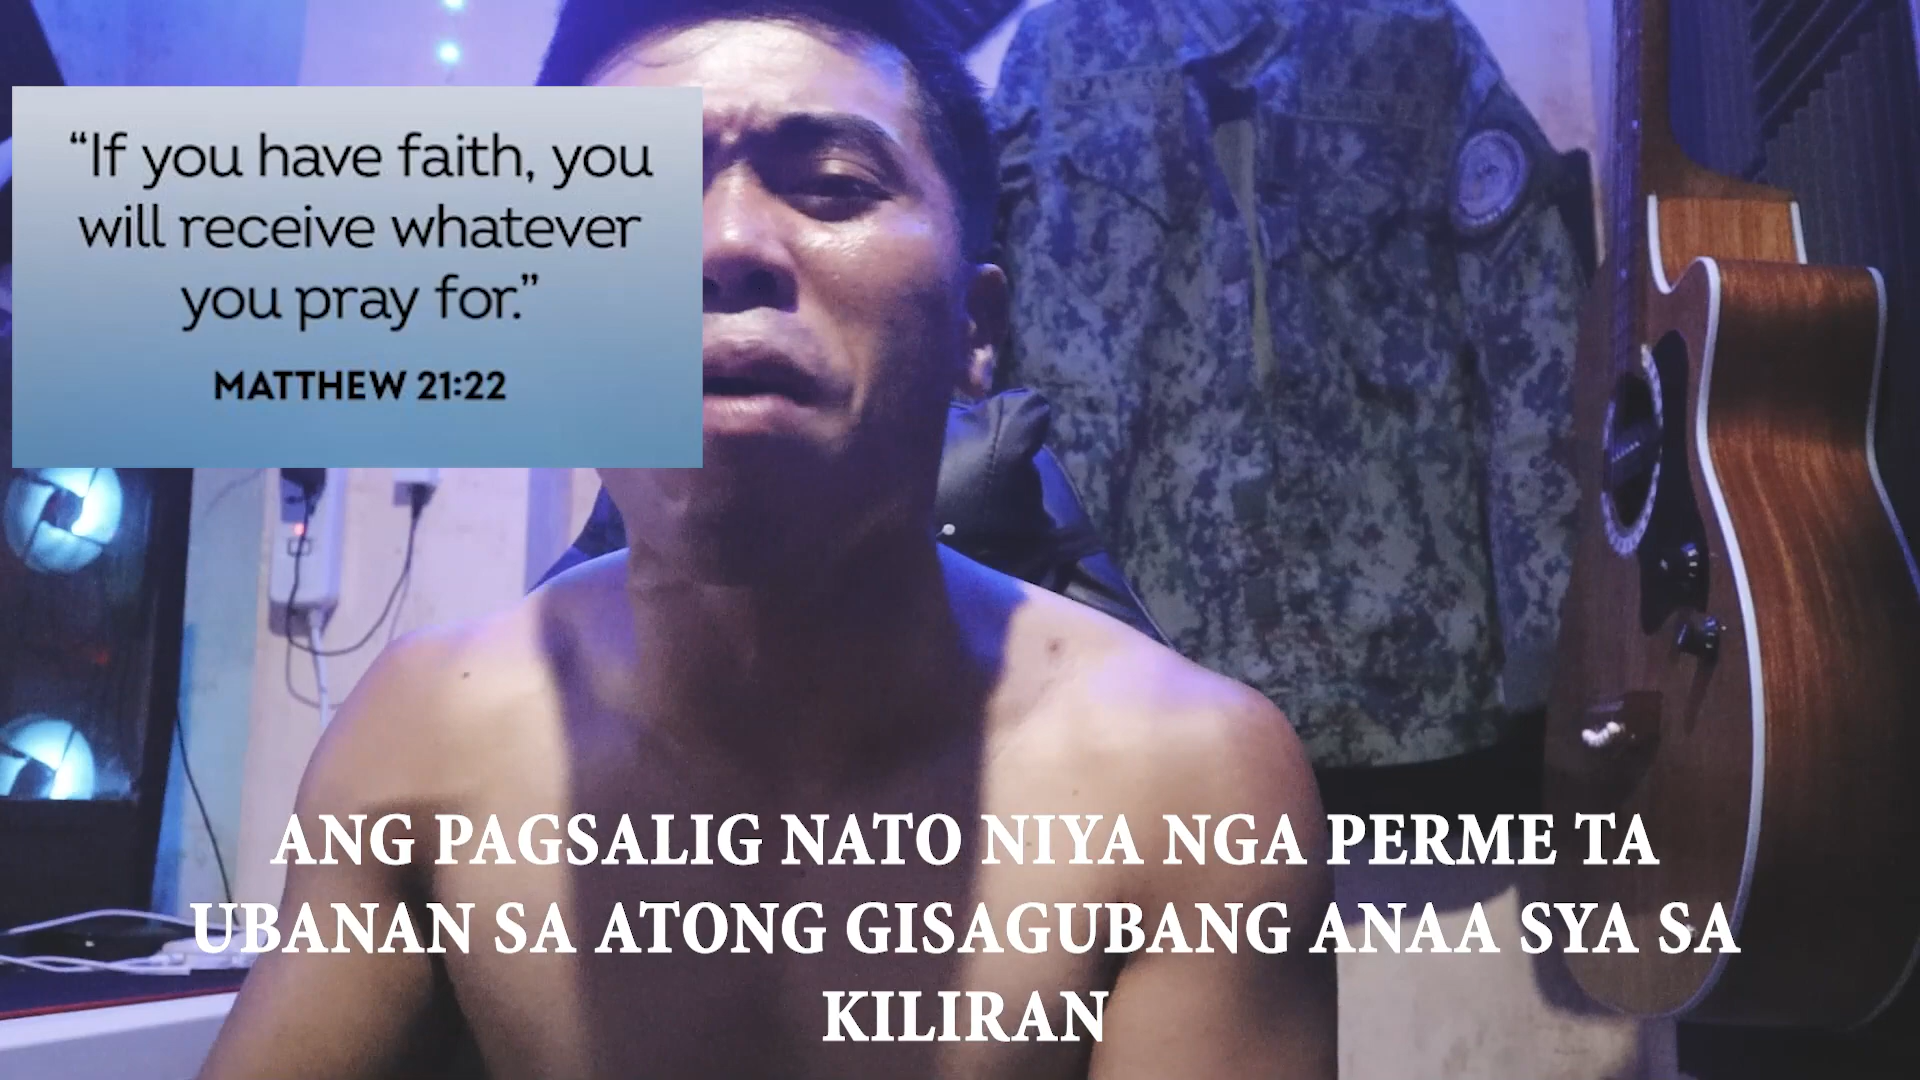 “If you have faith, you
will receive whatever
you pray for.”
MATTHEW 21:22
ANG PAGSALIG NATO NIYA NGA PERME TA
UBANAN SA ATONG GISAGUBANG ANAA SYA SA
KILIRAN